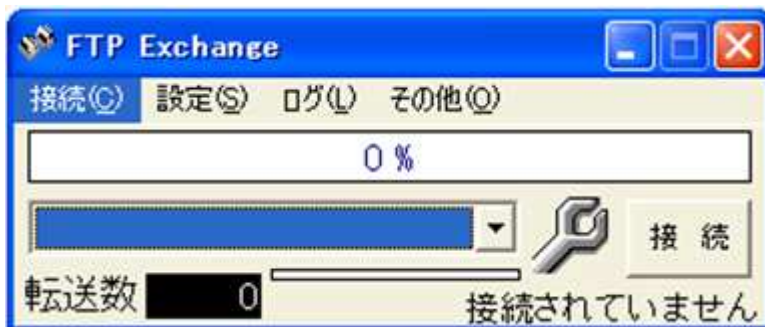 FTP Exchange
接続(C) 設定(S) ログ(L) その他(O)
0 %
接 続
転送数 0 接続されていません